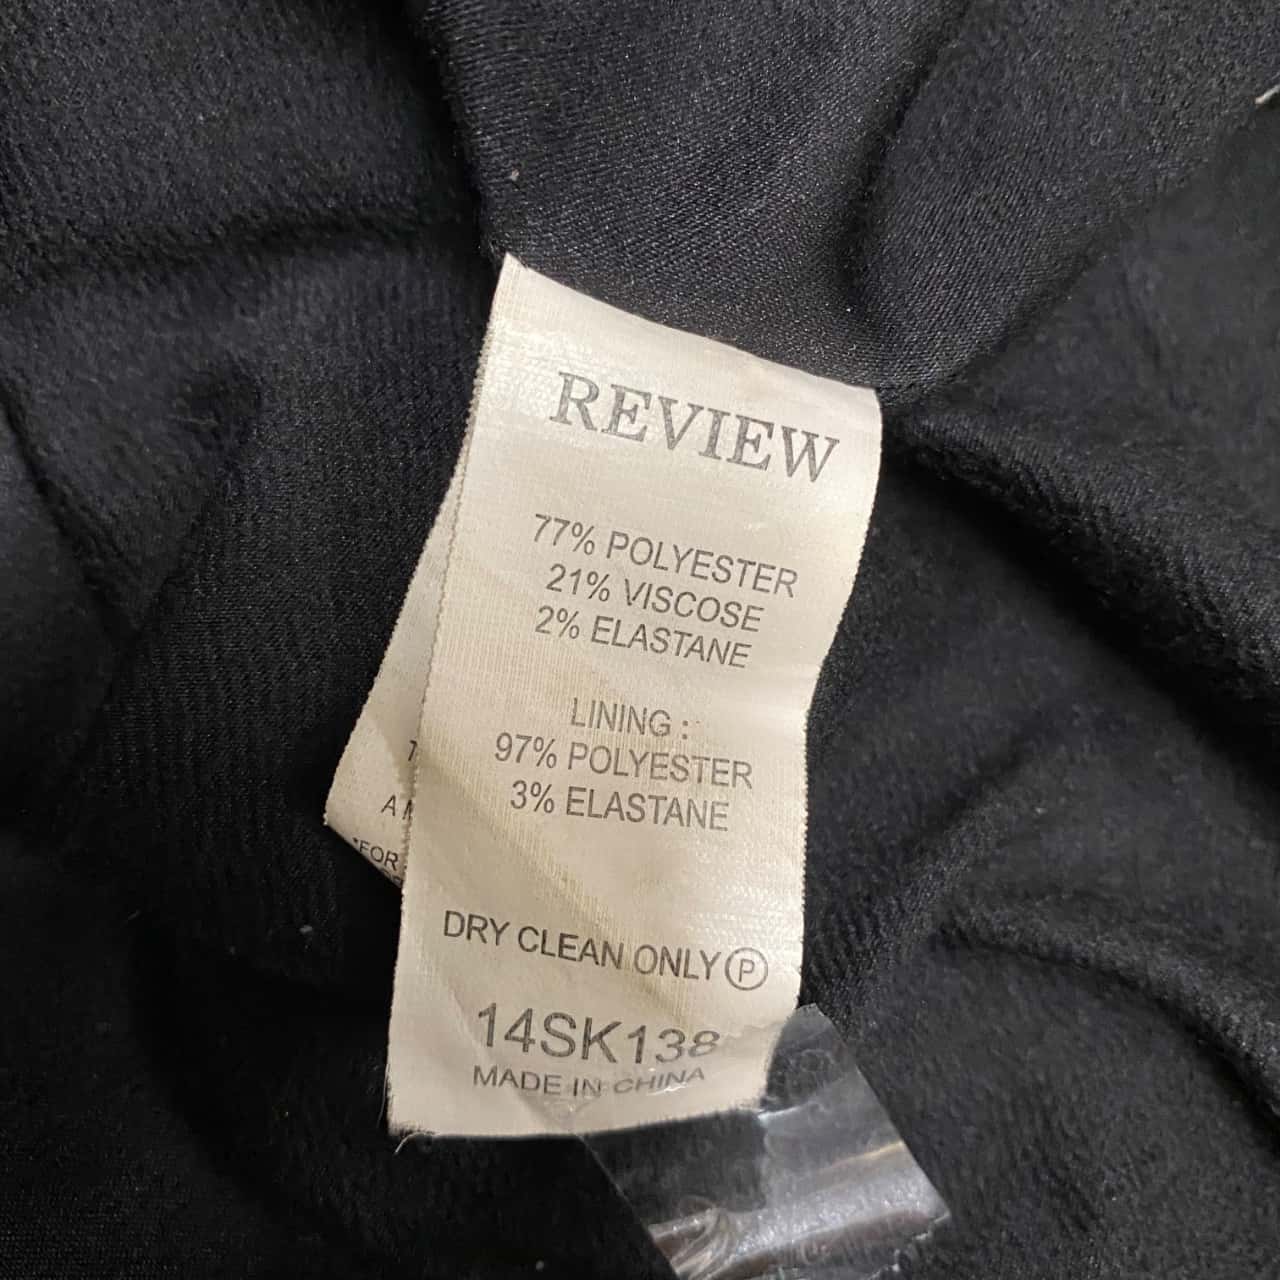 REVIEW
77% POLYESTER
21% VISCOSE
2% ELASTANE
LINING :
97% POLYESTER
3% ELASTANE
DRY CLEAN ONLY Ⓟ
14SK138
MADE IN CHINA
FOR